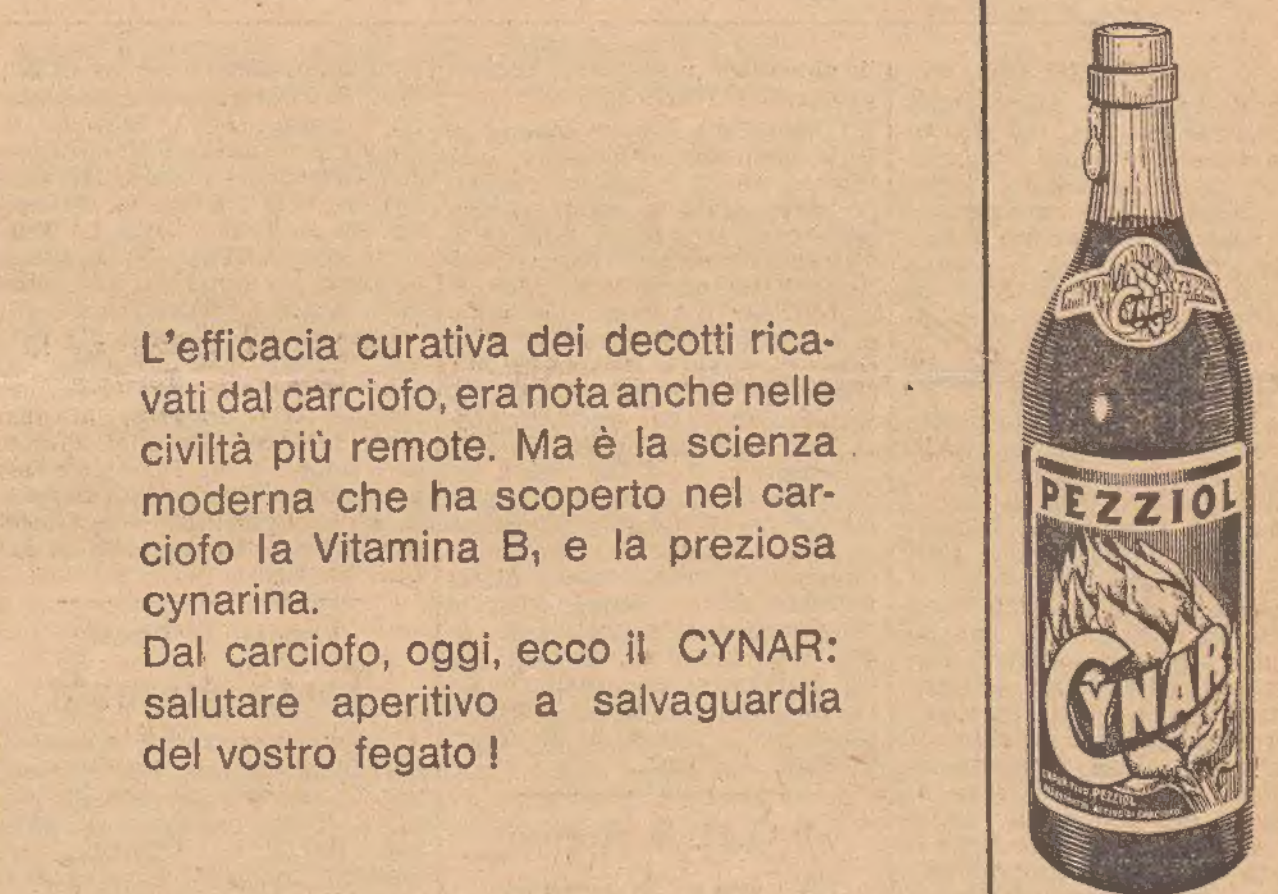 L'efficacia curativa dei decotti rica-
vati dal carciofo, era nota anche nelle
civiltà più remote. Ma è la scienza
moderna che ha scoperto nel car-
ciofo la Vitamina B, e la preziosa
cynarina.
Dal carciofo, oggi, ecco il CYNAR:
salutare aperitivo a salvaguardia
del vostro fegato !
CYNAR
PEZZIOL
CYNAR
PEZZIOL